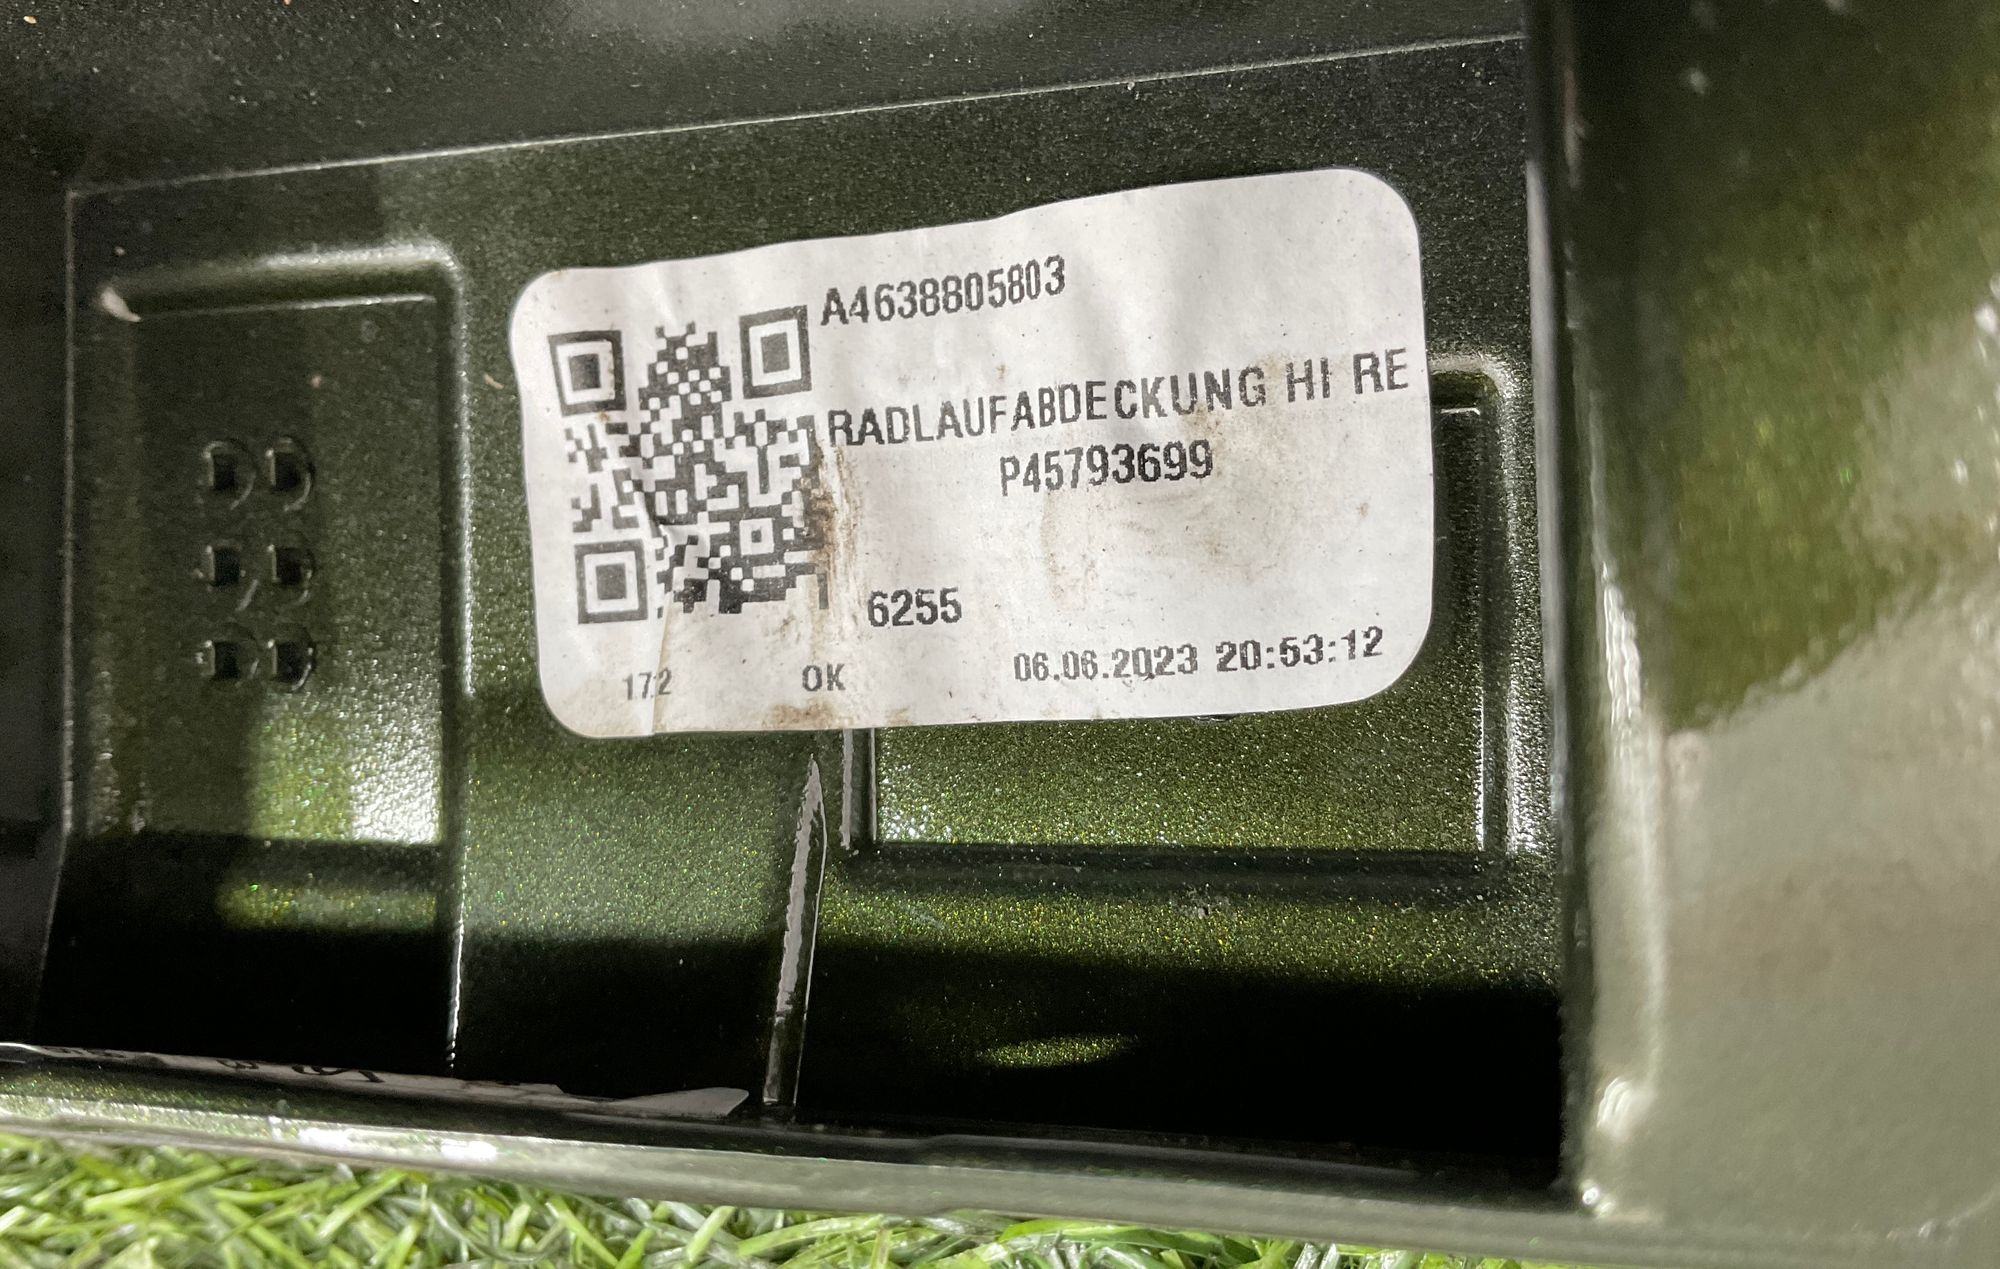 A4638805803
RADLAUFABDECKUNG HI RE
P45793699
6255
172 OK 06.06.2023 20:53:12